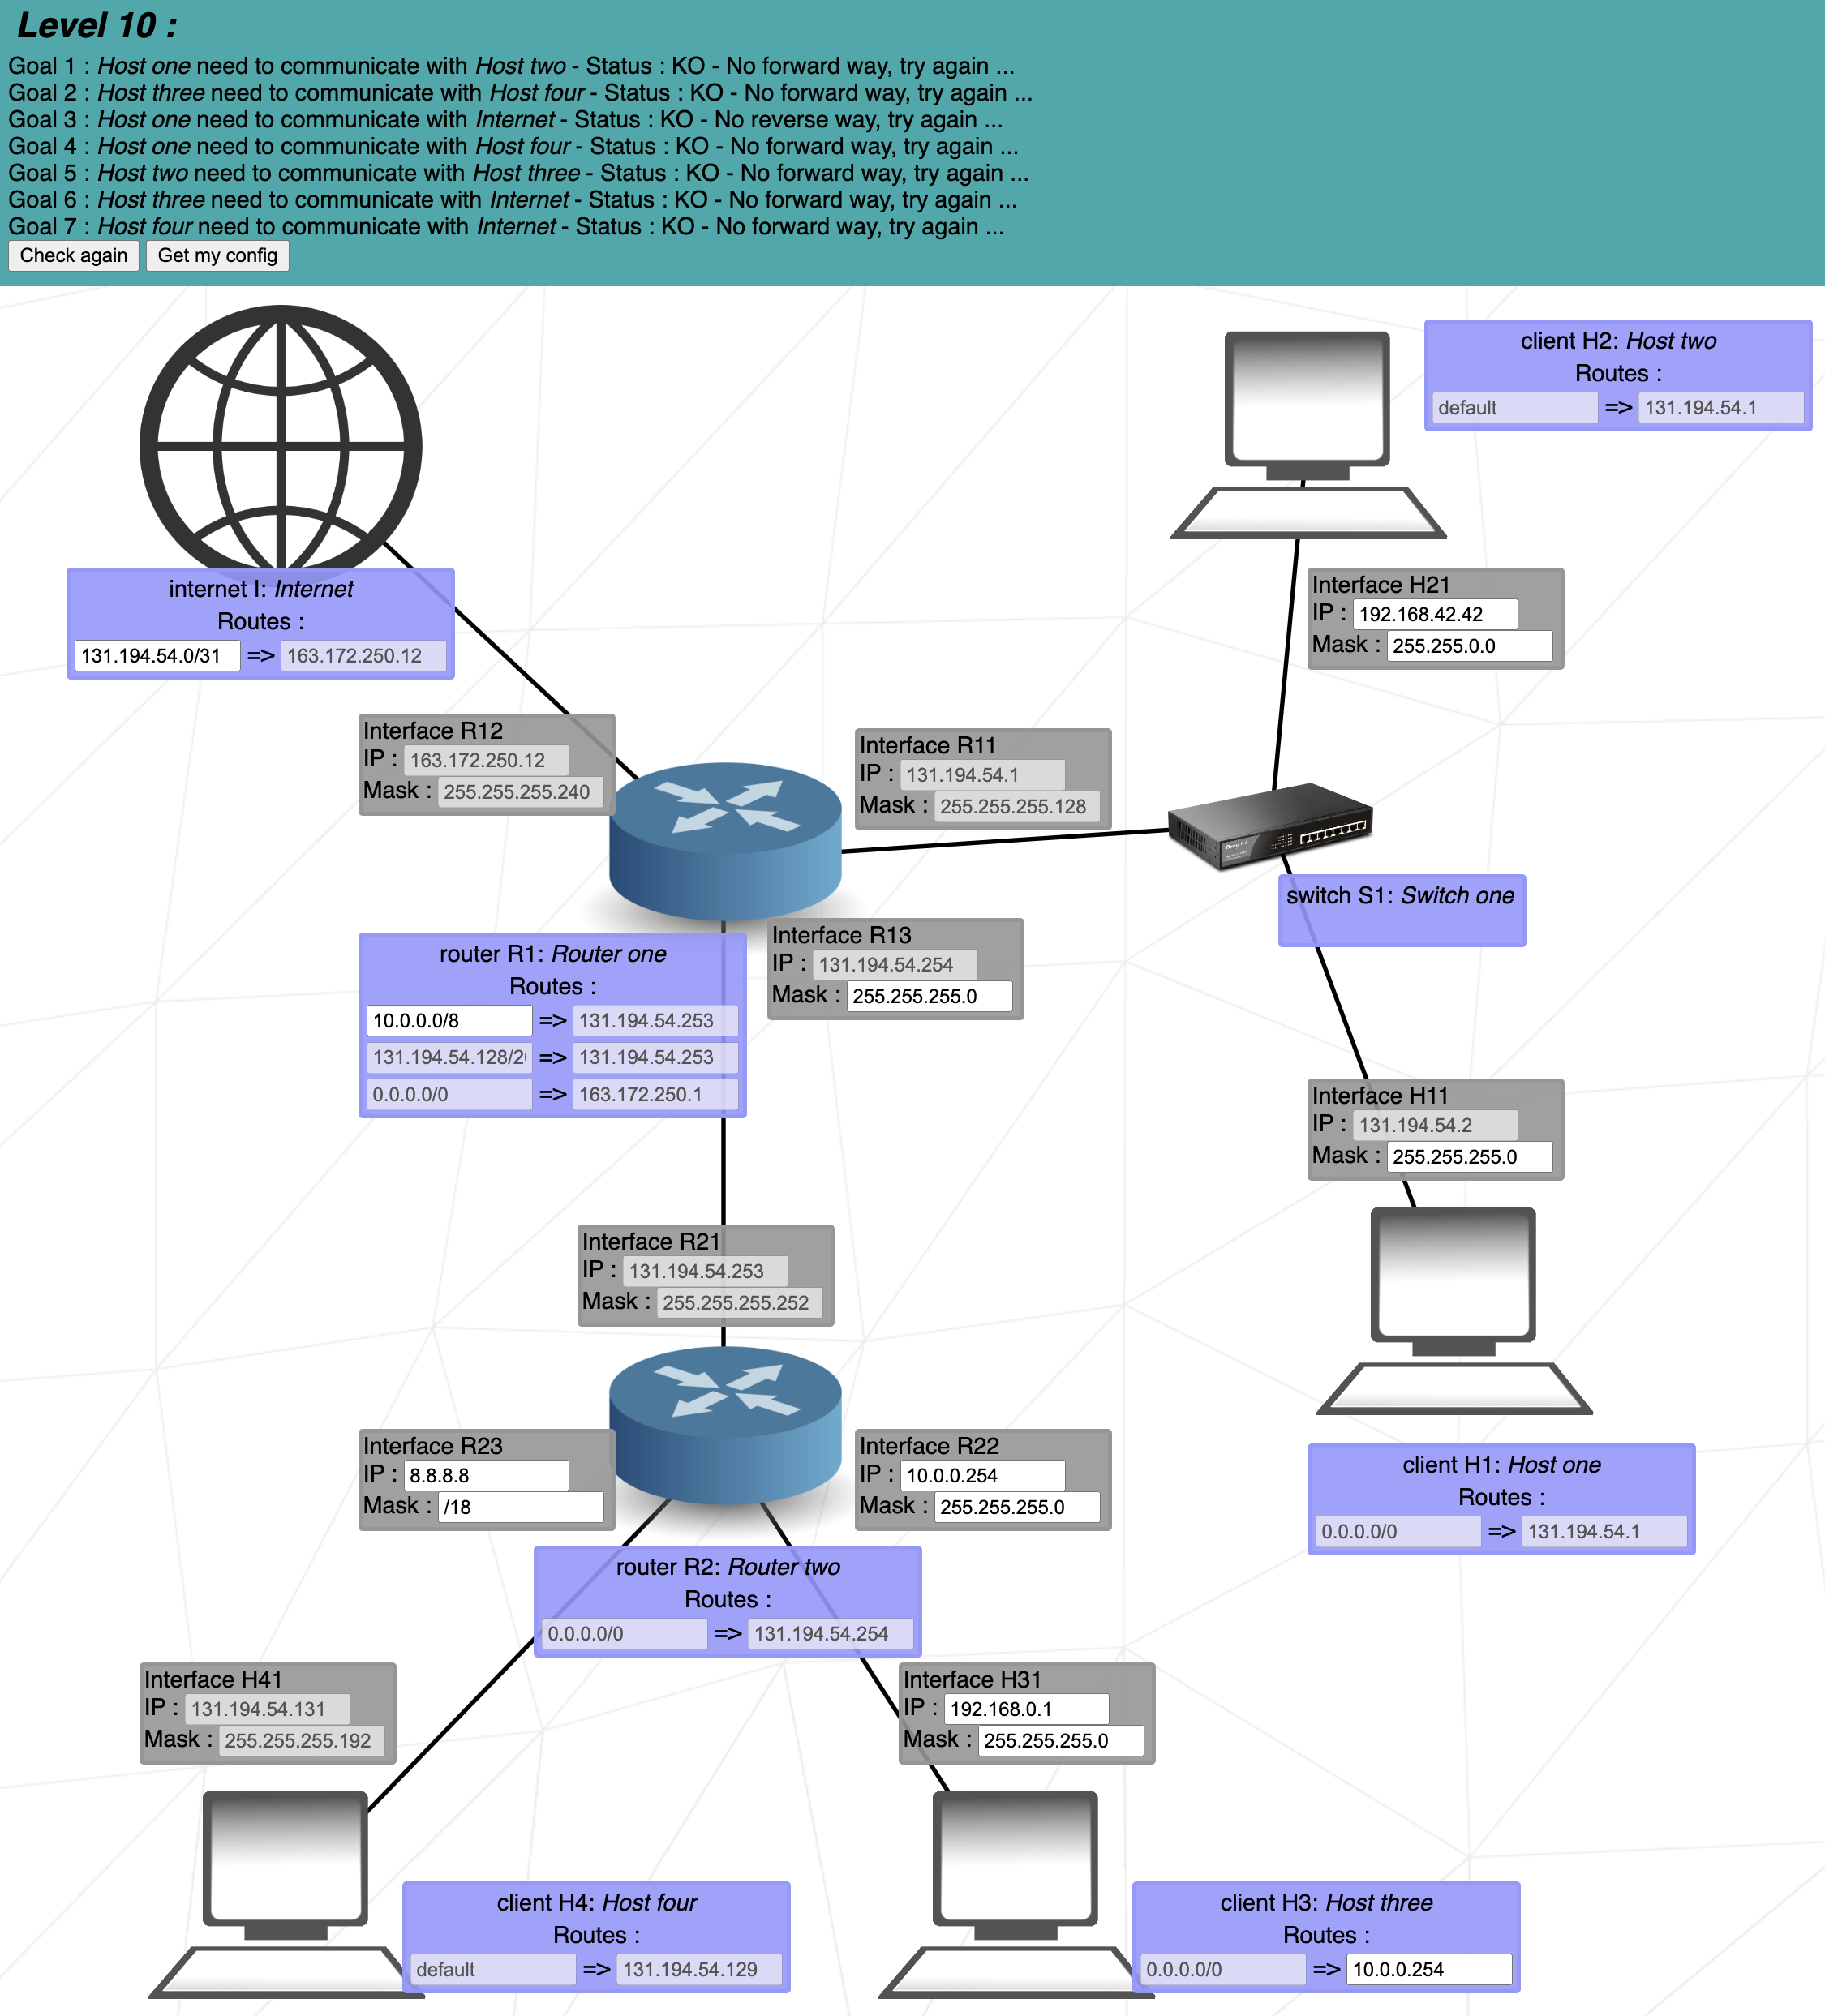 Level 10 :
Goal 1 : Host one need to communicate with Host two - Status : KO - No forward way, try again ...
Goal 2 : Host three need to communicate with Host four - Status : KO - No forward way, try again ...
Goal 3 : Host one need to communicate with Internet - Status : KO - No reverse way, try again ...
Goal 4 : Host one need to communicate with Host four - Status : KO - No forward way, try again ...
Goal 5 : Host two need to communicate with Host three - Status : KO - No forward way, try again ...
Goal 6 : Host three need to communicate with Internet - Status : KO - No forward way, try again ...
Goal 7 : Host four need to communicate with Internet - Status : KO - No forward way, try again ...
Check again Get my config
client H2: Host two
Routes :
default => 131.194.54.1
internet I: Internet
Routes :
131.194.54.0/31 => 163.172.250.12
Interface H21
IP : 192.168.42.42
Mask : 255.255.0.0
Interface R12
IP : 163.172.250.12
Mask : 255.255.255.240
Interface R11
IP : 131.194.54.1
Mask : 255.255.255.128
switch S1: Switch one
router R1: Router one
Routes :
10.0.0.0/8 => 131.194.54.253
131.194.54.128/2 => 131.194.54.253
0.0.0.0/0 => 163.172.250.1
Interface R13
IP : 131.194.54.254
Mask : 255.255.255.0
Interface H11
IP : 131.194.54.2
Mask : 255.255.255.0
Interface R21
IP : 131.194.54.253
Mask : 255.255.255.252
Interface R23
IP : 8.8.8.8
Mask : /18
Interface R22
IP : 10.0.0.254
Mask : 255.255.255.0
client H1: Host one
Routes :
0.0.0.0/0 => 131.194.54.1
router R2: Router two
Routes :
0.0.0.0/0 => 131.194.54.254
Interface H41
IP : 131.194.54.131
Mask : 255.255.255.192
Interface H31
IP : 192.168.0.1
Mask : 255.255.255.0
client H4: Host four
Routes :
default => 131.194.54.129
client H3: Host three
Routes :
0.0.0.0/0 => 10.0.0.254